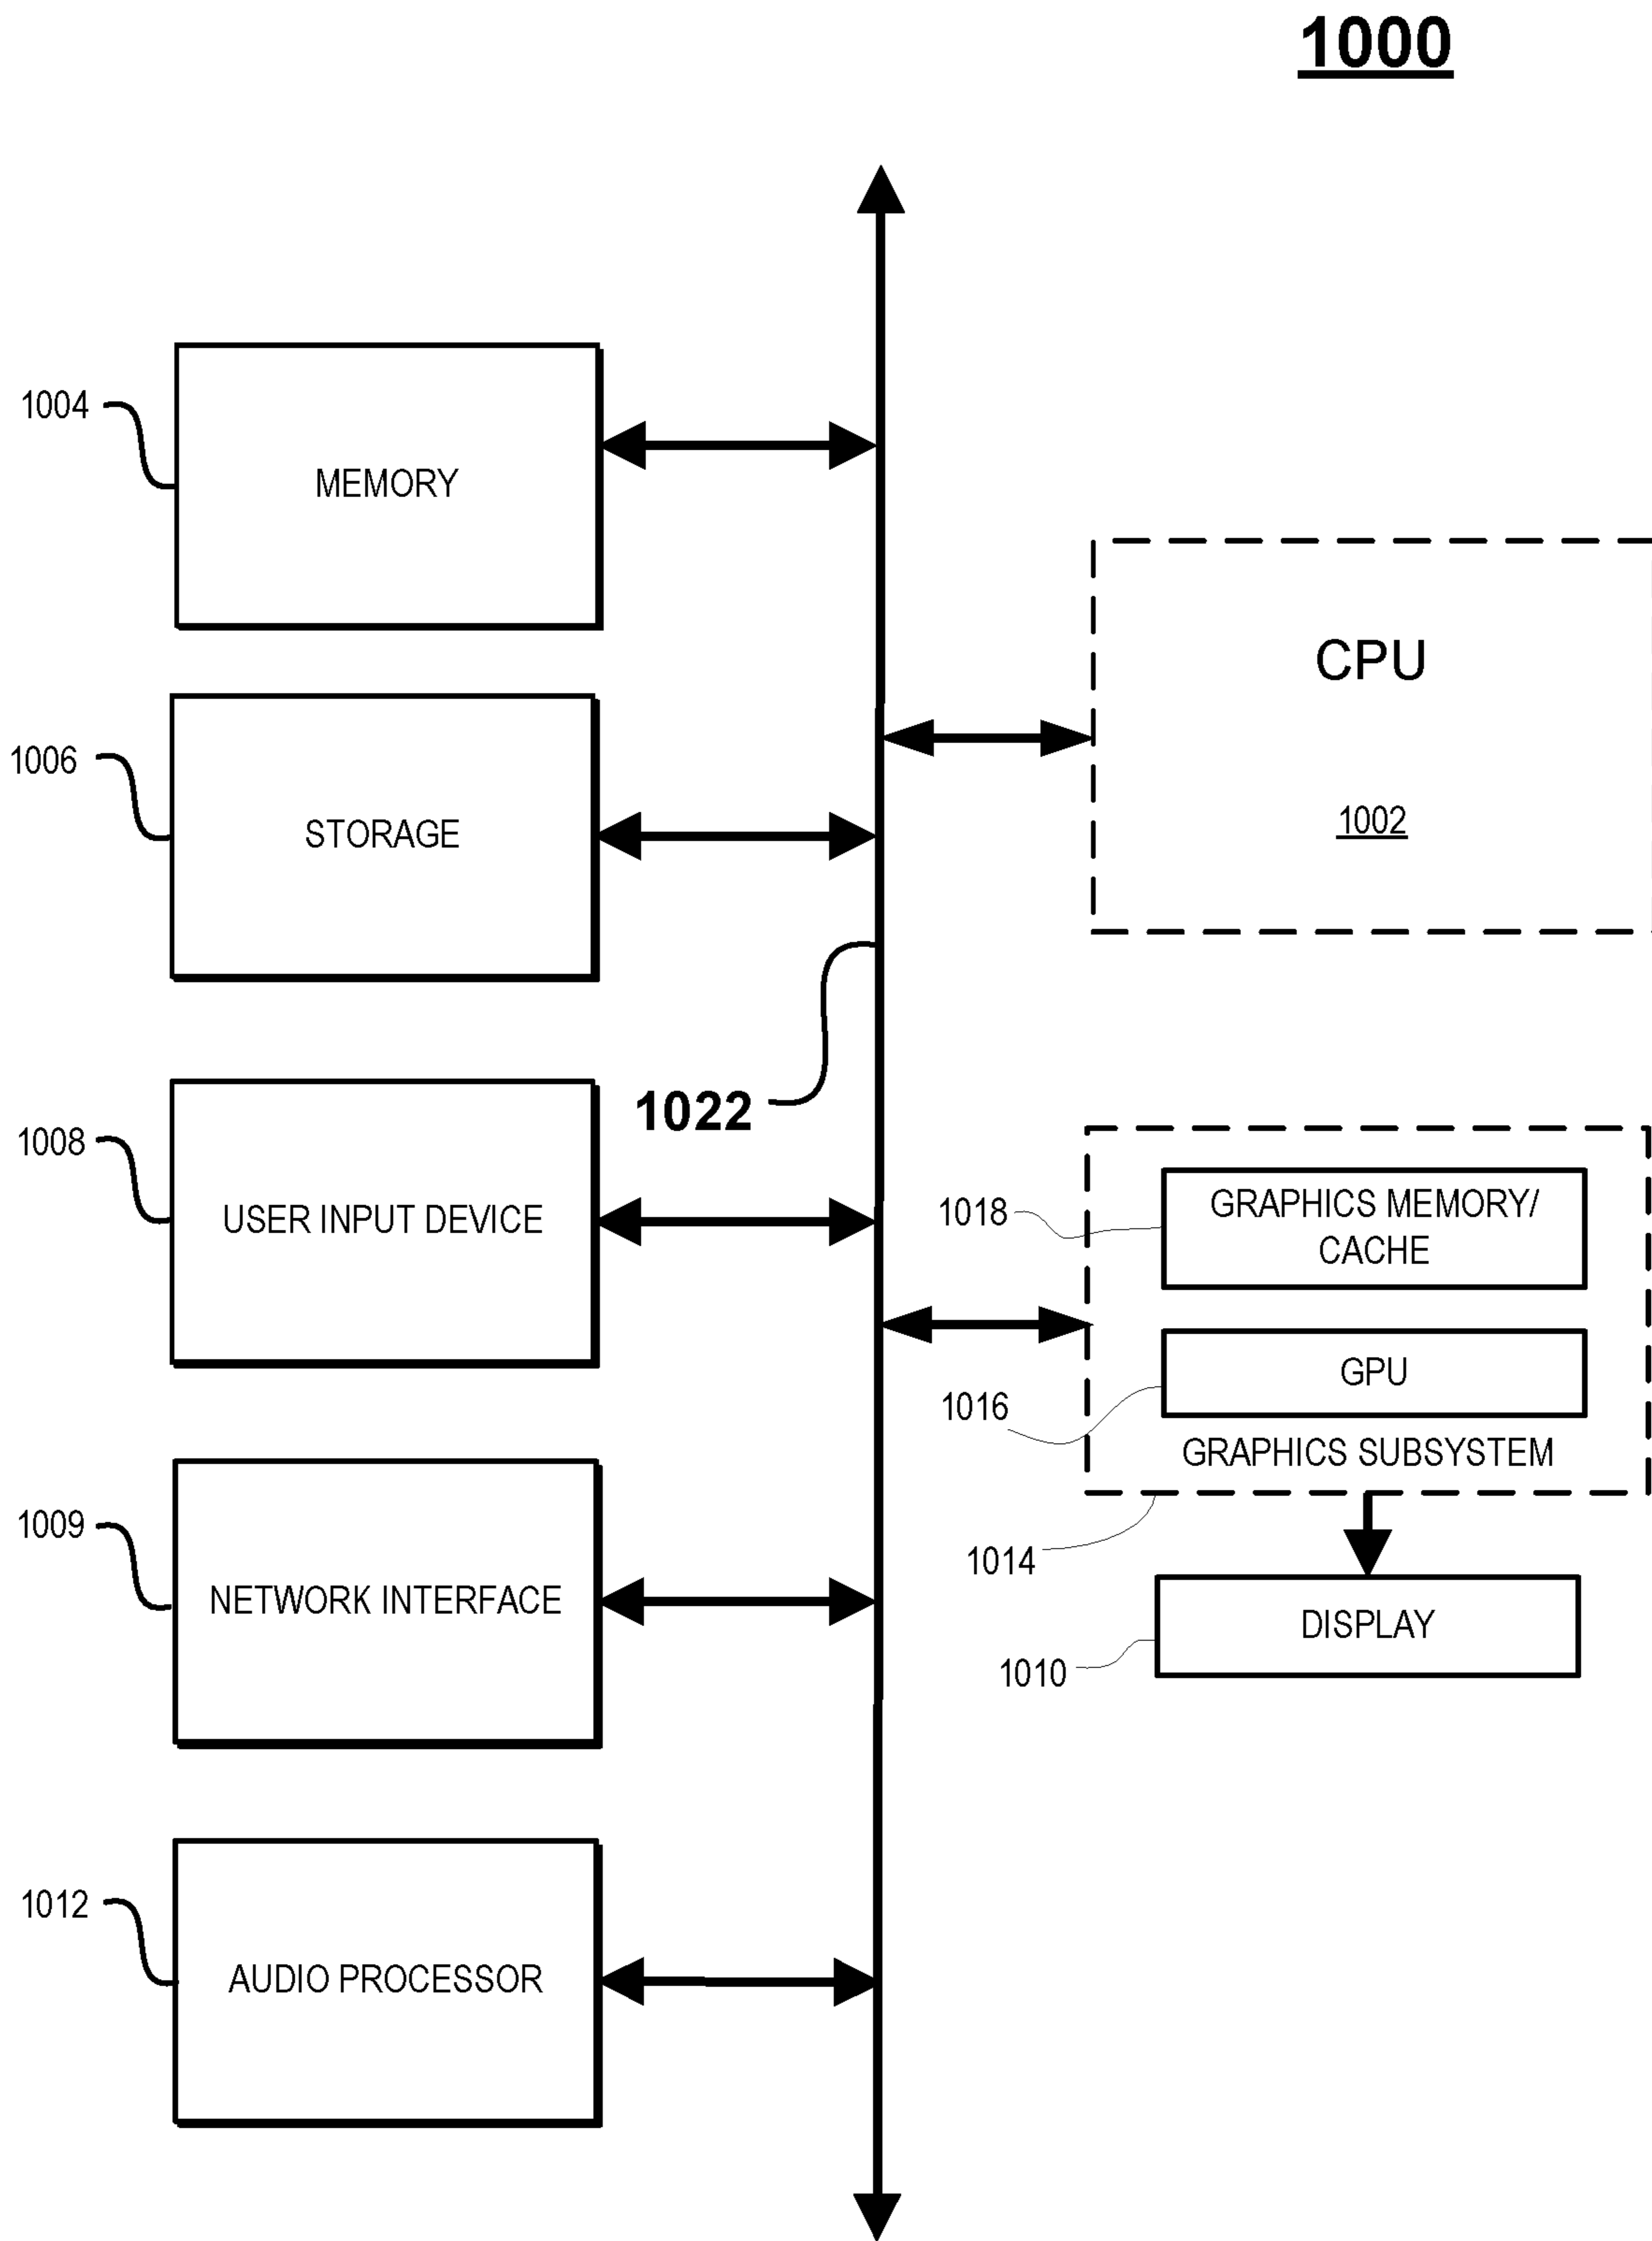 1000
1004
MEMORY
CPU
1002
1006
STORAGE
1022
1008
USER INPUT DEVICE
1018
GRAPHICS MEMORY/
CACHE
GPU
1016
GRAPHICS SUBSYSTEM
1014
1009
NETWORK INTERFACE
DISPLAY
1010
1012
AUDIO PROCESSOR